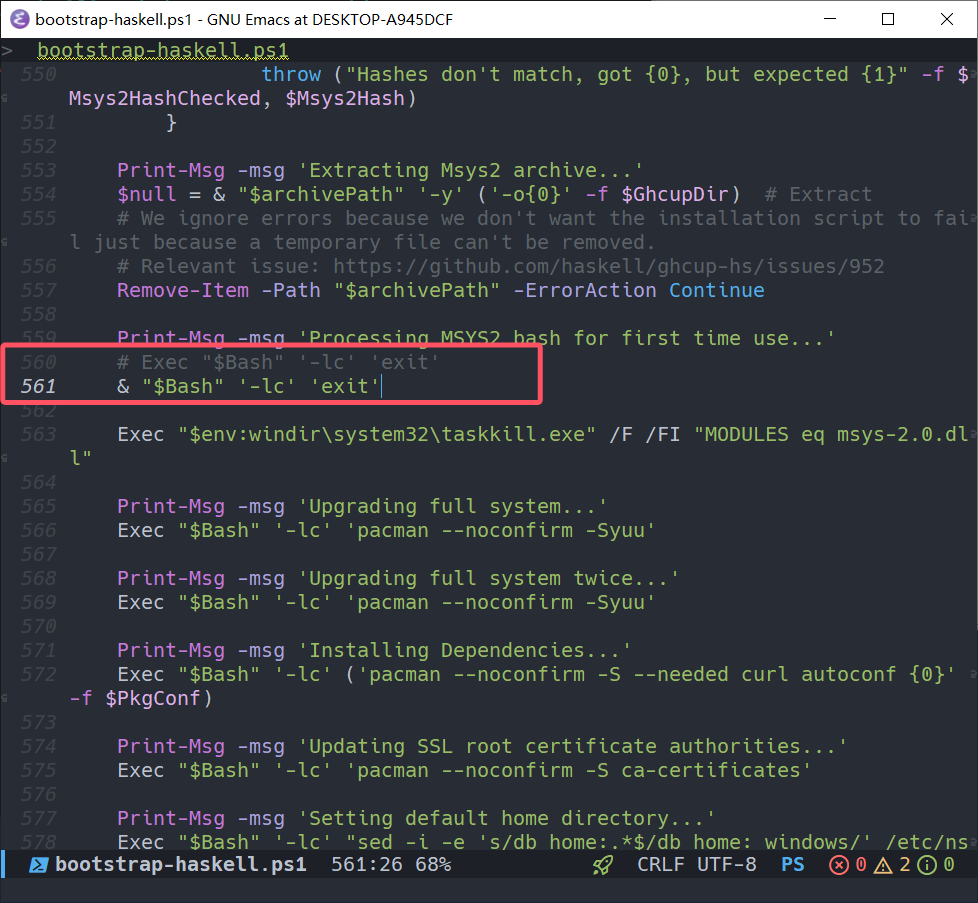 bootstrap-haskell.ps1 - GNU Emacs at DESKTOP-A945DCF
> bootstrap-haskell.ps1
550 throw ("Hashes don't match, got {0}, but expected {1}" -f $
Msys2HashChecked, $Msys2Hash)
551 }
552
553 Print-Msg -msg 'Extracting Msys2 archive...'
554 $null = & "$archivePath" '-y' ('-o{0}' -f $GhcupDir) # Extract
555 # We ignore errors because we don't want the installation script to fai
l just because a temporary file can't be removed.
556 # Relevant issue: https://github.com/haskell/ghcup-hs/issues/952
557 Remove-Item -Path "$archivePath" -ErrorAction Continue
558
559 Print-Msg -msg 'Processing MSYS2 bash for first time use...'
560 # Exec "$Bash" '-lc' 'exit'
561 & "$Bash" '-lc' 'exit'
562
563 Exec "$env:windir\system32\taskkill.exe" /F /FI "MODULES eq msys-2.0.dl
l"
564
565 Print-Msg -msg 'Upgrading full system...'
566 Exec "$Bash" '-lc' 'pacman --noconfirm -Syuu'
567
568 Print-Msg -msg 'Upgrading full system twice...'
569 Exec "$Bash" '-lc' 'pacman --noconfirm -Syuu'
570
571 Print-Msg -msg 'Installing Dependencies...'
572 Exec "$Bash" '-lc' ('pacman --noconfirm -S --needed curl autoconf {0}'
-f $PkgConf)
573
574 Print-Msg -msg 'Updating SSL root certificate authorities...'
575 Exec "$Bash" '-lc' 'pacman --noconfirm -S ca-certificates'
576
577 Print-Msg -msg 'Setting default home directory...'
578 Exec "$Bash" '-lc' "sed -i -e 's/db_home:.*$/db_home: windows/' /etc/ns
bootstrap-haskell.ps1 561:26 68% CRLF UTF-8 PS 0 2 0